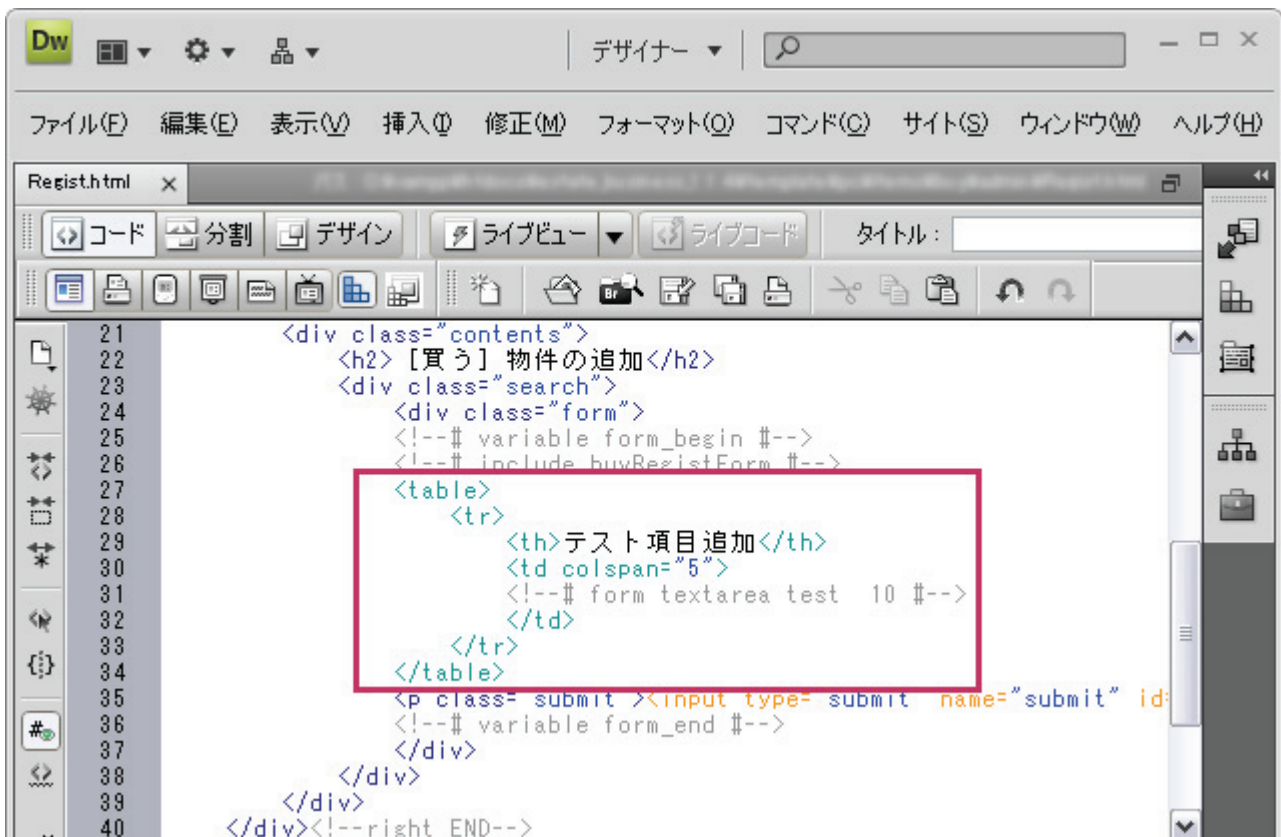 Dw デザイナー
ファイル(F) 編集(E) 表示(V) 挿入(I) 修正(M) フォーマット(O) コマンド(C) サイト(S) ウィンドウ(W) ヘルプ(H)
Regist.html
コード 分割 デザイン ライブビュー ライブコード タイトル :
Br
21 <div class="contents">
22 <h2> [買う] 物件の追加</h2>
23 <div class="search">
24 <div class="form">
25 <!--# variable form_begin #-->
26 <!--# include buyRegistForm #-->
27 <table>
28 <tr>
29 <th>テスト項目追加</th>
30 <td colspan="5">
31 <!--# form textarea test  10 #-->
32 </td>
33 </tr>
34 </table>
35 <p class="submit"><input type="submit" name="submit" id=
36 <!--# variable form_end #-->
37 </div>
38 </div>
39 </div>
40 </div><!--right END-->